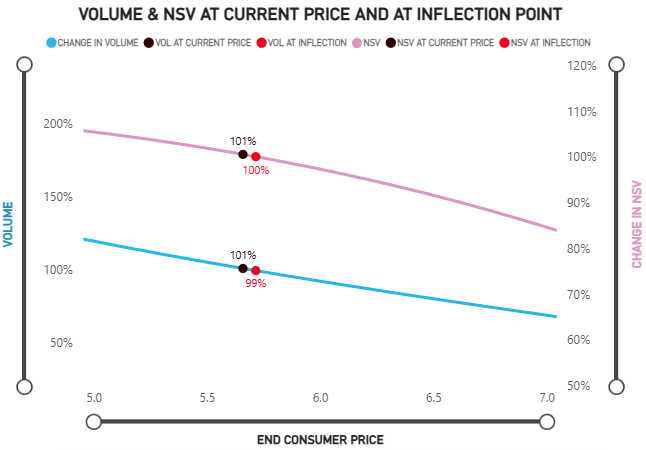 VOLUME & NSV AT CURRENT PRICE AND AT INFLECTION POINT
CHANGE IN VOLUME VOL AT CURRENT PRICE VOL AT INFLECTION NSV NSV AT CURRENT PRICE NSV AT INFLECTION
120%
110%
200%
101%
100%
100%
150%
90%
VOLUME
CHANGE IN NSV
101%
80%
100%
99%
70%
50%
60%
50%
5.0 5.5 6.0 6.5 7.0
END CONSUMER PRICE